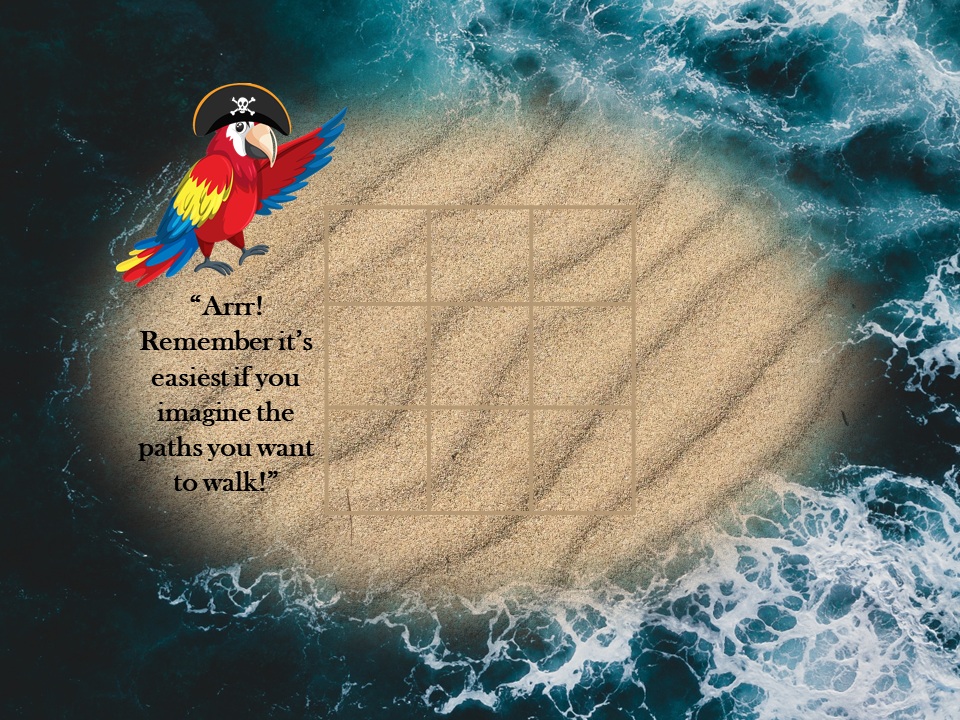 “Arrr!
Remember it’s
easiest if you
imagine the
paths you want
to walk!”